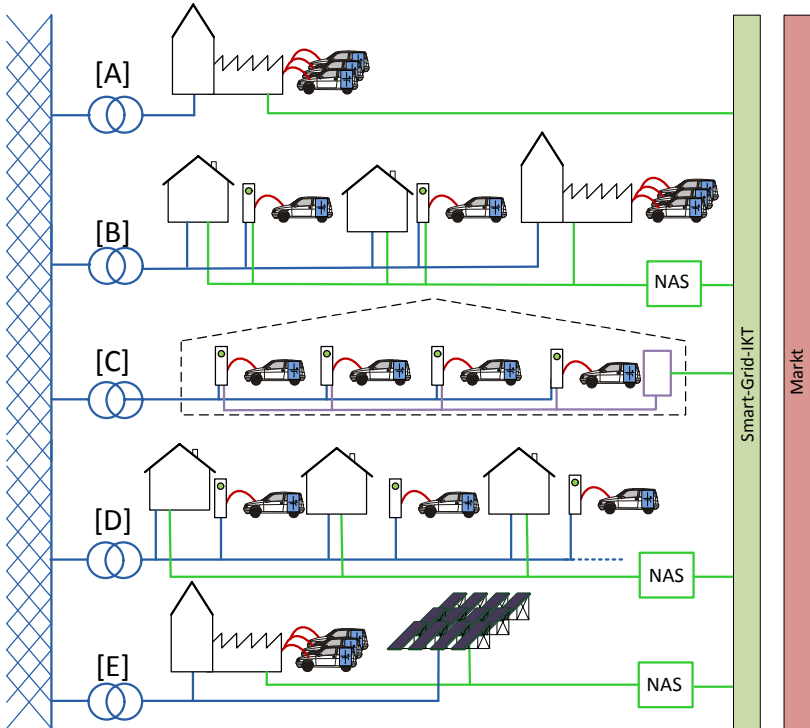 [A]
[B]
NAS
[C]
[D]
NAS
[E]
NAS
Smart-Grid-IKT
Markt